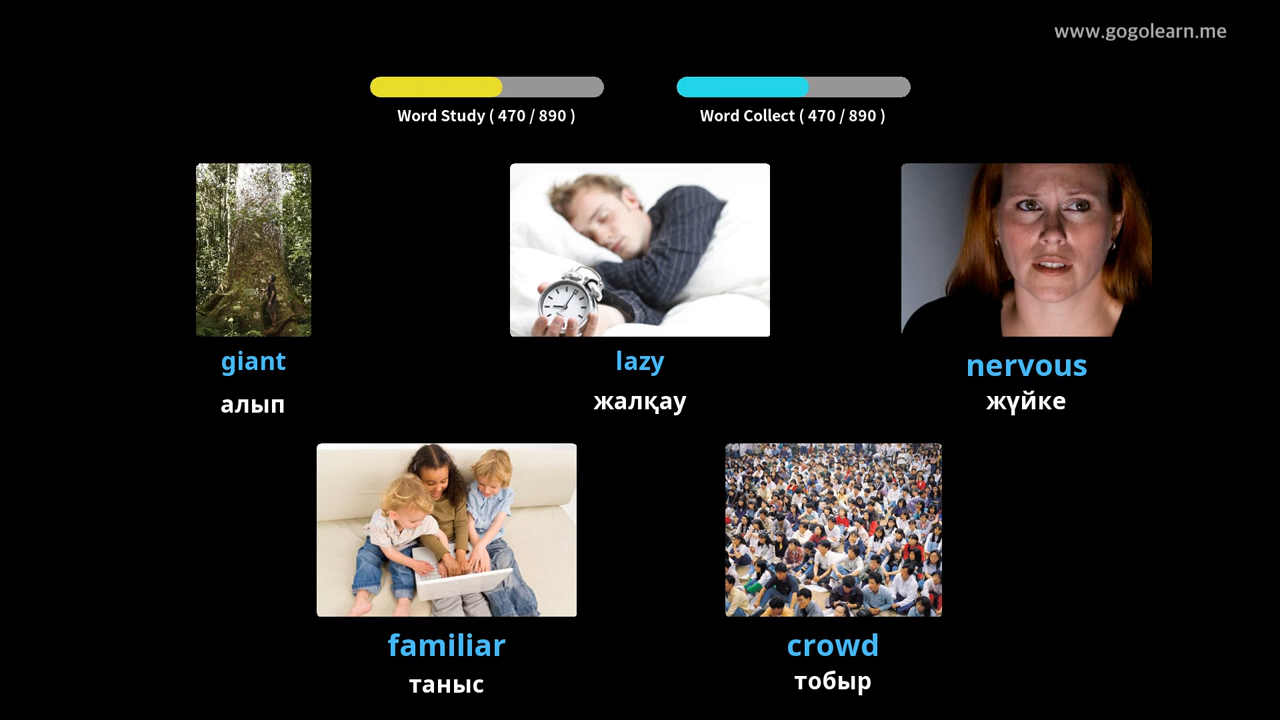 www.gogolearn.me
Word Study ( 470 / 890 )
Word Collect ( 470 / 890 )
giant
алып
lazy
жалқау
nervous
жүйке
familiar
таныс
crowd
тобыр